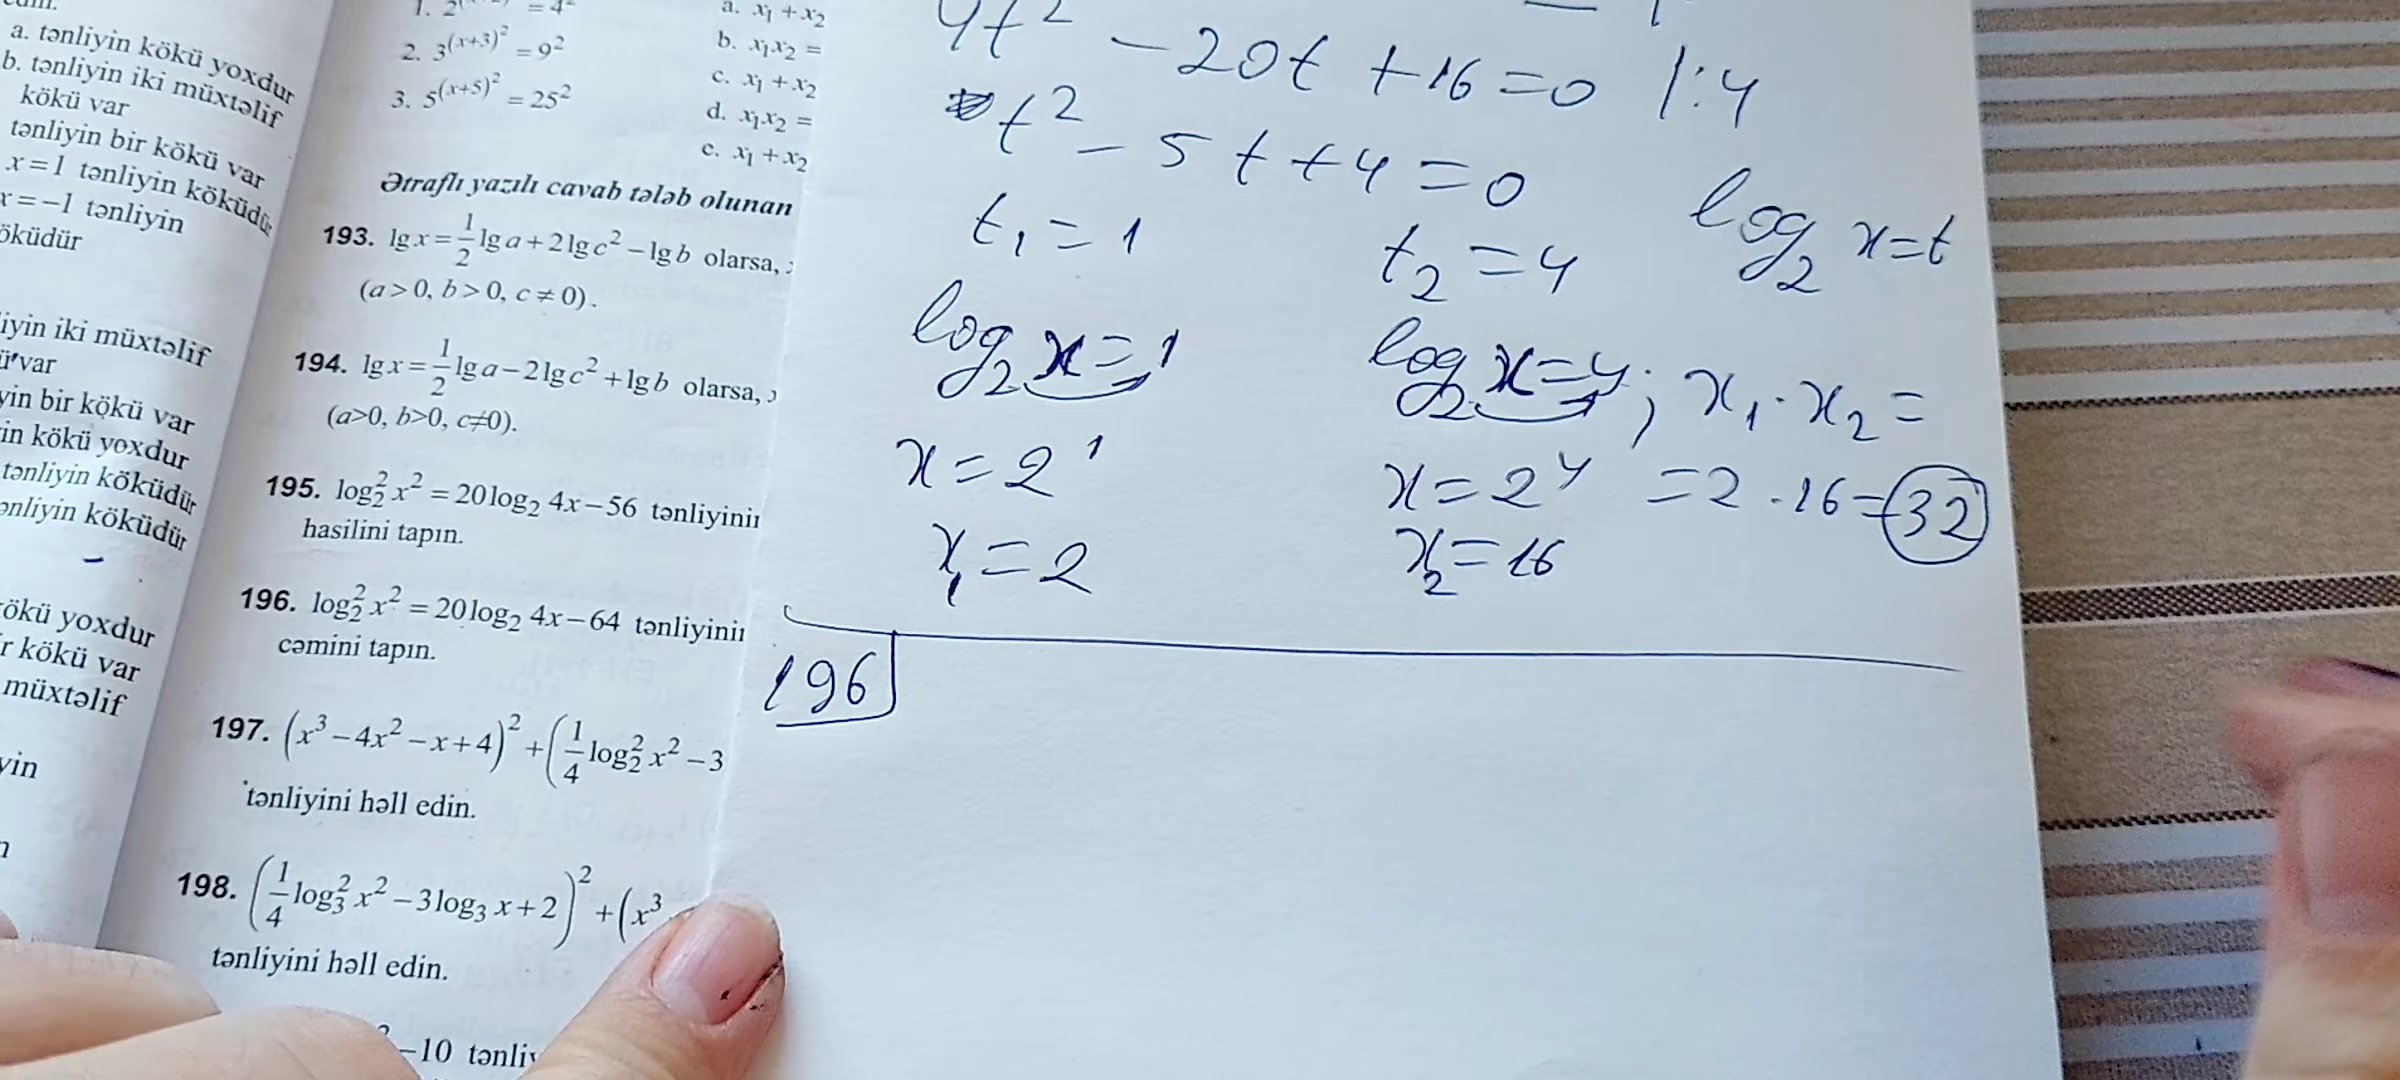 a. tənliyin kökü yoxdur
b. tənliyin iki müxtəlif
kökü var
tənliyin bir kökü var
x=1 tənliyin köküdür
x=−1 tənliyin
öküdür
iyin iki müxtəlif
var
yin bir kökü var
in kökü yoxdur
tənliyin köküdür
ənliyin köküdür
ökü yoxdur
r kökü var
müxtəlif
yin
2. 3^{(x+3)^2} = 9^2
3. 5^{(x+5)^2} = 25^2
a. x₁ + x₂
b. x₁x₂ =
c. x₁ + x₂
d. x₁x₂ =
e. x₁ + x₂
Ətraflı yazılı cavab tələb olunan
193. lg x = 1/2 lg a + 2 lg c² − lg b olarsa,
(a > 0, b > 0, c ≠ 0).
194. lg x = 1/2 lg a − 2 lg c² + lg b olarsa,
(a>0, b>0, c≠0).
195. log₂² x² = 20 log₂ 4x − 56 tənliyinin
hasilini tapın.
196. log₂² x² = 20 log₂ 4x − 64 tənliyinin
cəmini tapın.
197. (x³ − 4x² − x + 4)² + (1/4 log₂² x² − 3
tənliyini həll edin.
198. (1/4 log₃² x² − 3 log₃ x + 2)² + (x³
tənliyini həll edin.
−10 tənliy
4t² − 20t + 16 = 0 |:4
t² − 5t + 4 = 0
t₁ = 1 t₂ = 4 log₂ x = t
log₂ x = 1 log₂ x = 4; x₁ · x₂ =
x = 2¹ x = 2⁴ = 2 · 16 = 32
x₁ = 2 x₂ = 16
196